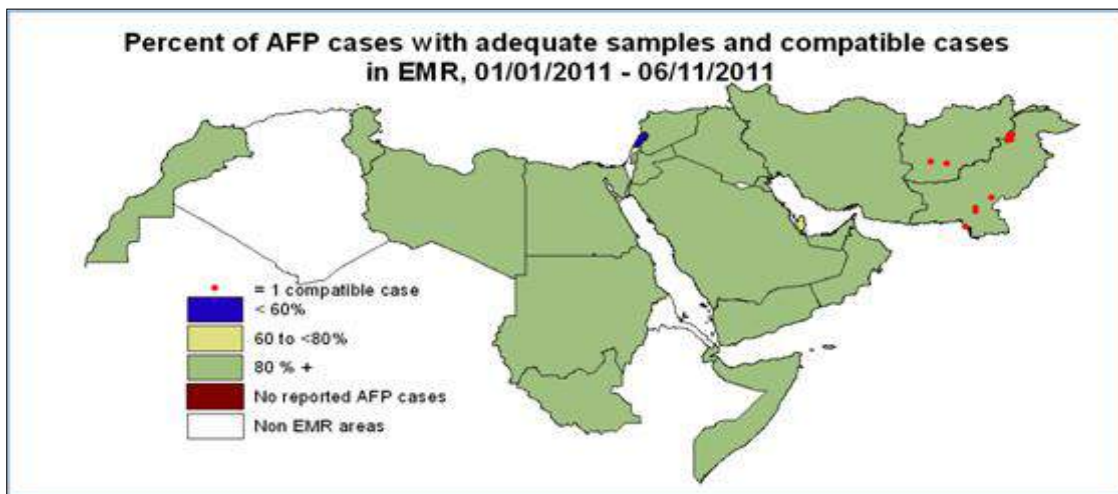 Percent of AFP cases with adequate samples and compatible cases
in EMR, 01/01/2011 - 06/11/2011
= 1 compatible case
< 60%
60 to <80%
80 % +
No reported AFP cases
Non EMR areas